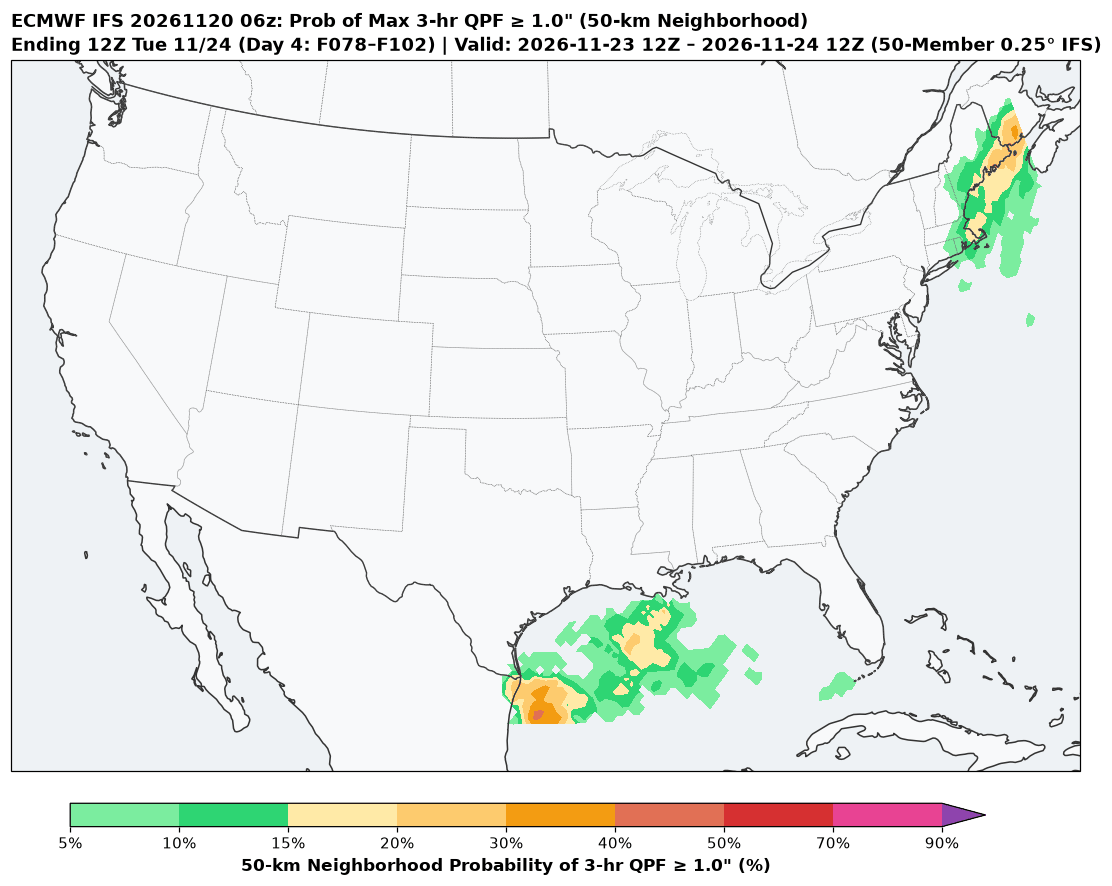 ECMWF IFS 20261120 06z: Prob of Max 3-hr QPF ≥ 1.0" (50-km Neighborhood)
Ending 12Z Tue 11/24 (Day 4: F078–F102) | Valid: 2026-11-23 12Z – 2026-11-24 12Z (50-Member 0.25° IFS)
5% 10% 15% 20% 30% 40% 50% 70% 90%
50-km Neighborhood Probability of 3-hr QPF ≥ 1.0" (%)